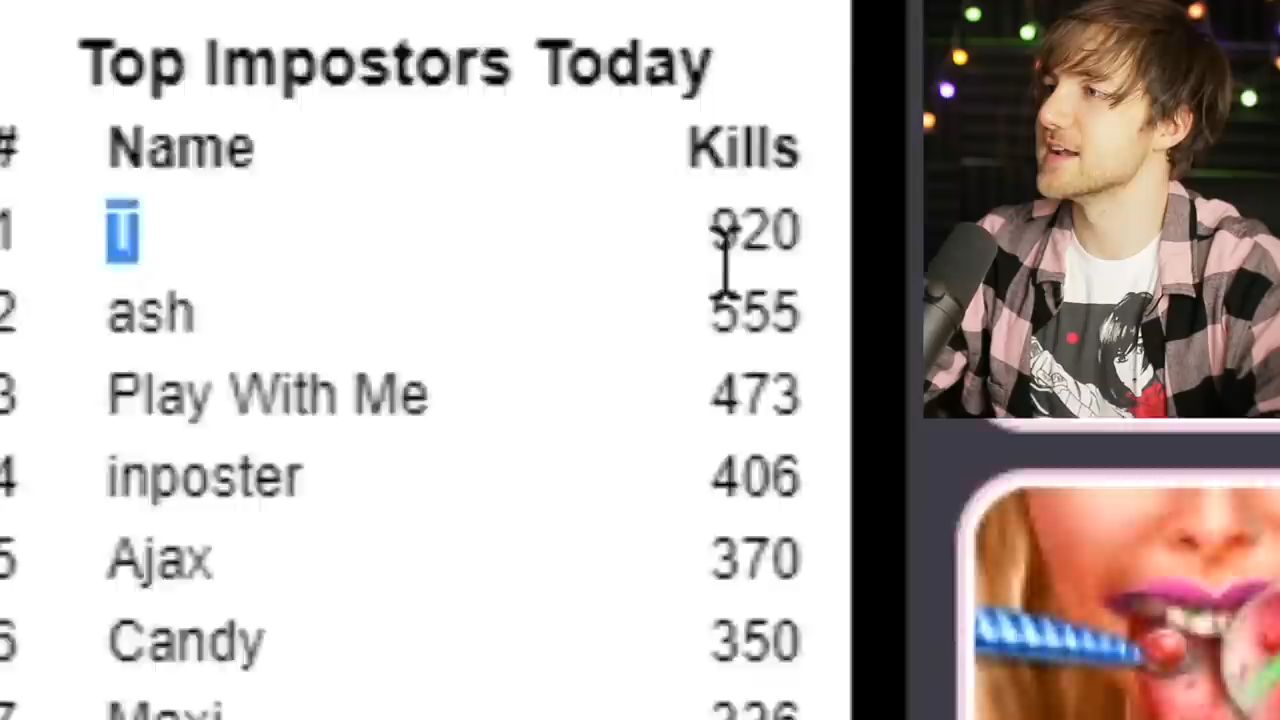 Top Impostors Today
# Name Kills
1 920
2 ash 555
3 Play With Me 473
4 inposter 406
5 Ajax 370
6 Candy 350